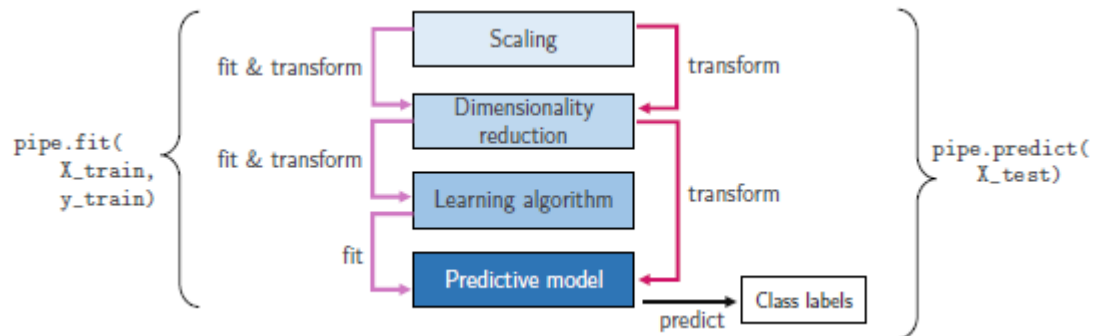 Scaling
fit & transform
transform
Dimensionality
reduction
pipe.fit(
X_train,
y_train)
fit & transform
pipe.predict(
X_test)
Learning algorithm
transform
fit
Predictive model
Class labels
predict